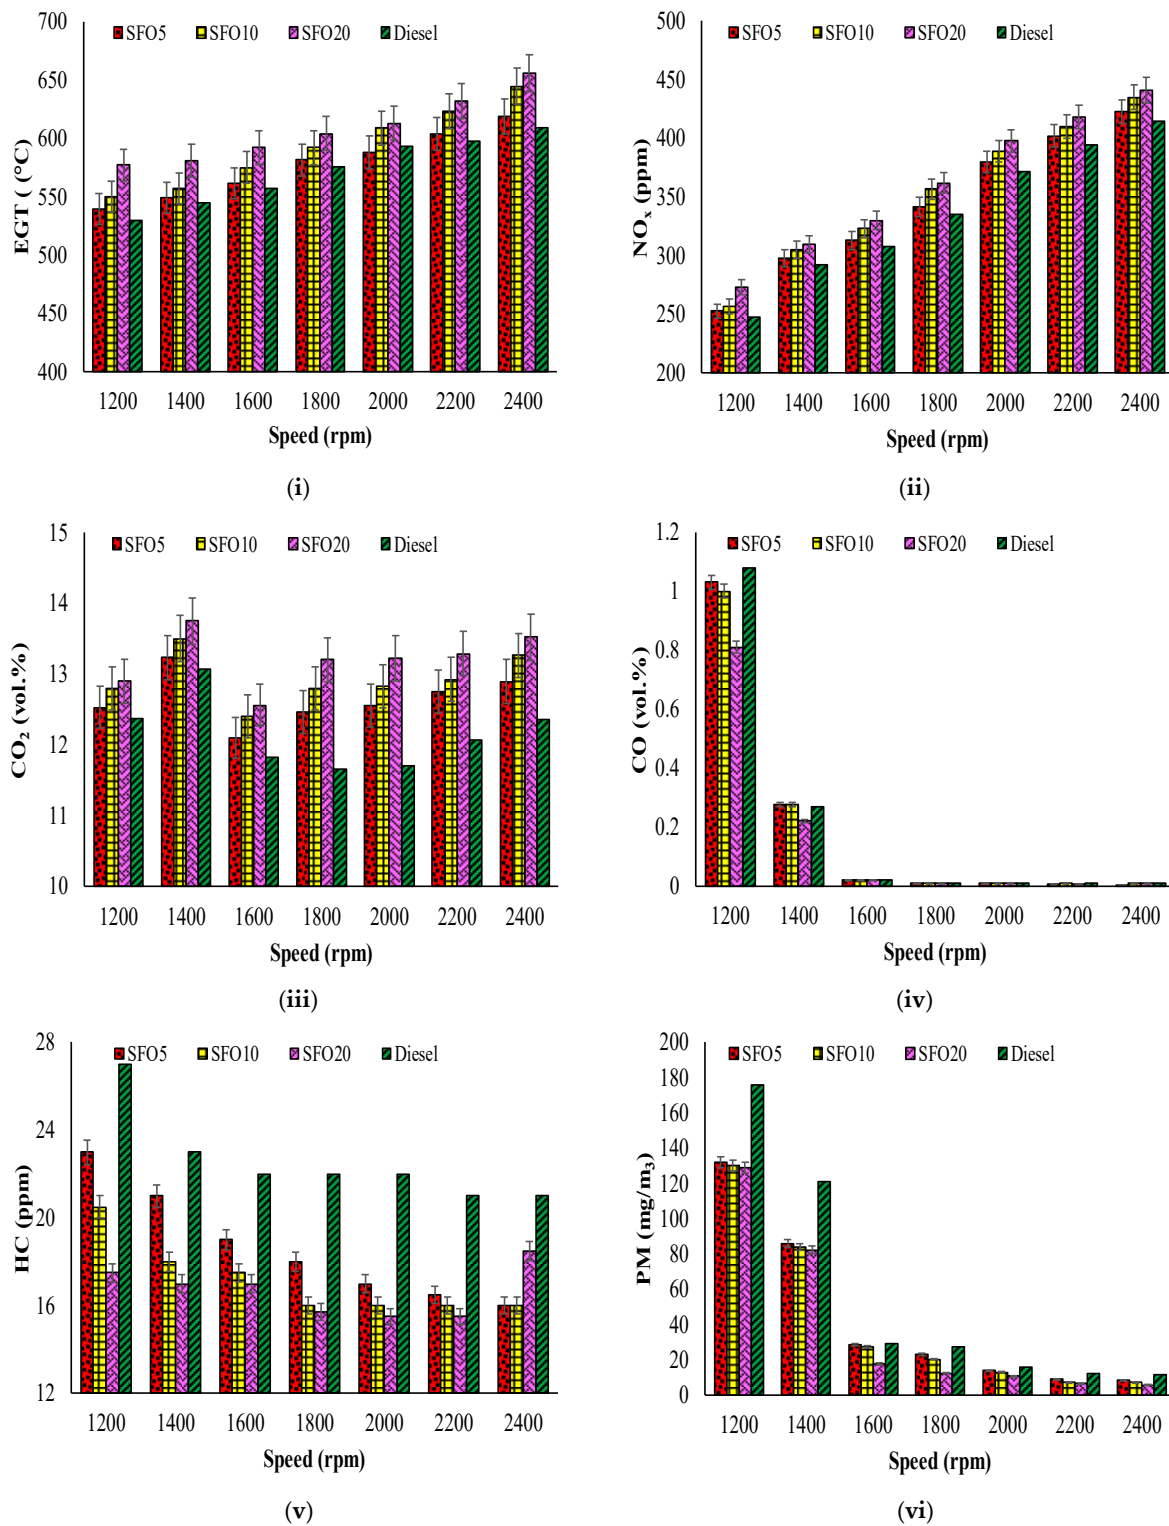 700
650
600
550
500
450
400
EGT ( (°C)
SFO5 SFO10 SFO20 Diesel
1200 1400 1600 1800 2000 2200 2400
Speed (rpm)
(i)
500
450
400
350
300
250
200
NOx (ppm)
SFO5 SFO10 SFO20 Diesel
1200 1400 1600 1800 2000 2200 2400
Speed (rpm)
(ii)
15
14
13
12
11
10
CO2 (vol.%)
SFO5 SFO10 SFO20 Diesel
1200 1400 1600 1800 2000 2200 2400
Speed (rpm)
(iii)
1.2
1
0.8
0.6
0.4
0.2
0
CO (vol.%)
SFO5 SFO10 SFO20 Diesel
1200 1400 1600 1800 2000 2200 2400
Speed (rpm)
(iv)
28
24
20
16
12
HC (ppm)
SFO5 SFO10 SFO20 Diesel
1200 1400 1600 1800 2000 2200 2400
Speed (rpm)
(v)
200
180
160
140
120
100
80
60
40
20
0
PM (mg/m3)
SFO5 SFO10 SFO20 Diesel
1200 1400 1600 1800 2000 2200 2400
Speed (rpm)
(vi)